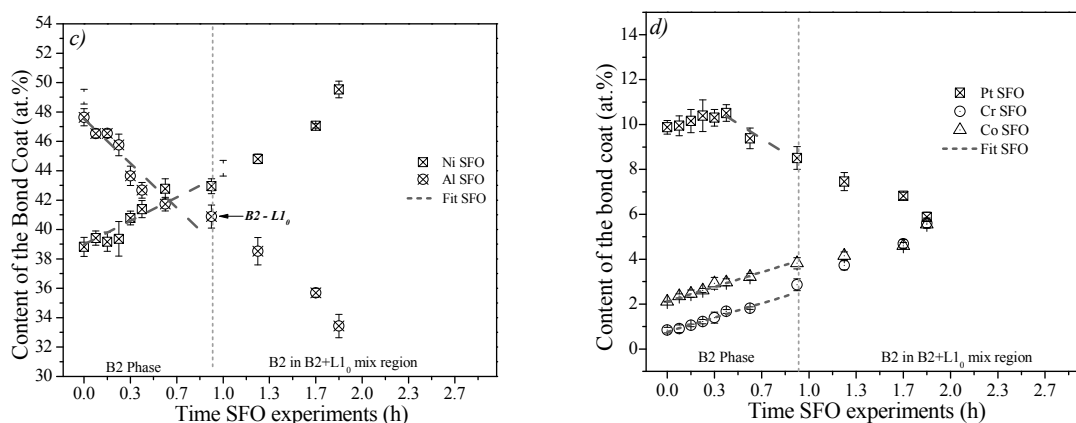 c)
54
52
50
48
46
44
42
40
38
36
34
32
30
Content of the Bond Coat (at.%)
Ni SFO
Al SFO
Fit SFO
B2 - L1₀
B2 Phase
B2 in B2+L1₀ mix region
0.0 0.3 0.7 1.0 1.3 1.7 2.0 2.3 2.7
Time SFO experiments (h)
d)
14
12
10
8
6
4
2
0
Content of the bond coat (at.%)
Pt SFO
Cr SFO
Co SFO
Fit SFO
B2 Phase
B2 in B2+L1₀ mix region
0.0 0.3 0.7 1.0 1.3 1.7 2.0 2.3 2.7
Time SFO experiments (h)